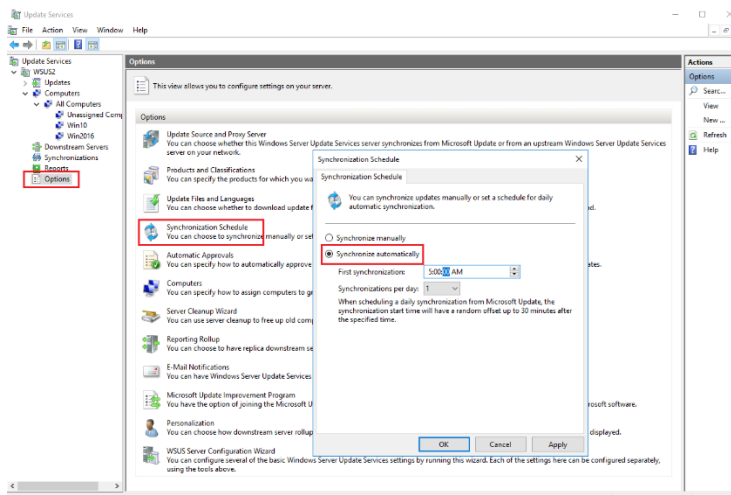 Update Services
File Action View Window Help
Update Services
WSUS2
Updates
Computers
All Computers
Unassigned Comp
Win10
Win2016
Downstream Servers
Synchronizations
Reports
Options
Options
This view allows you to configure settings on your server.
Options
Update Source and Proxy Server
You can choose whether this Windows Server Update Services server synchronizes from Microsoft Update or from an upstream Windows Server Update Services
server on your network.
Products and Classifications
You can specify the products for which you wa
Update Files and Languages
You can choose whether to download update f
d.
Synchronization Schedule
You can choose to synchronize manually or set
Automatic Approvals
You can specify how to automatically approve
ates.
Computers
You can specify how to assign computers to gr
Server Cleanup Wizard
You can use server cleanup to free up old comp
Reporting Rollup
You can choose to have replica downstream se
E-Mail Notifications
You can have Windows Server Update Services
Microsoft Update Improvement Program
You have the option of joining the Microsoft U
rosoft software.
Personalization
You can choose how downstream server rollup
displayed.
WSUS Server Configuration Wizard
You can configure several of the basic Windows Server Update Services settings by running this wizard. Each of the settings here can be configured separately,
using the tools above.
Synchronization Schedule
Synchronization Schedule
You can synchronize updates manually or set a schedule for daily
automatic synchronization.
Synchronize manually
Synchronize automatically
First synchronization: 5:00:00 AM
Synchronizations per day: 1
When scheduling a daily synchronization from Microsoft Update, the
synchronization start time will have a random offset up to 30 minutes after
the specified time.
OK Cancel Apply
Actions
Options
Searc...
View
New ...
Refresh
Help